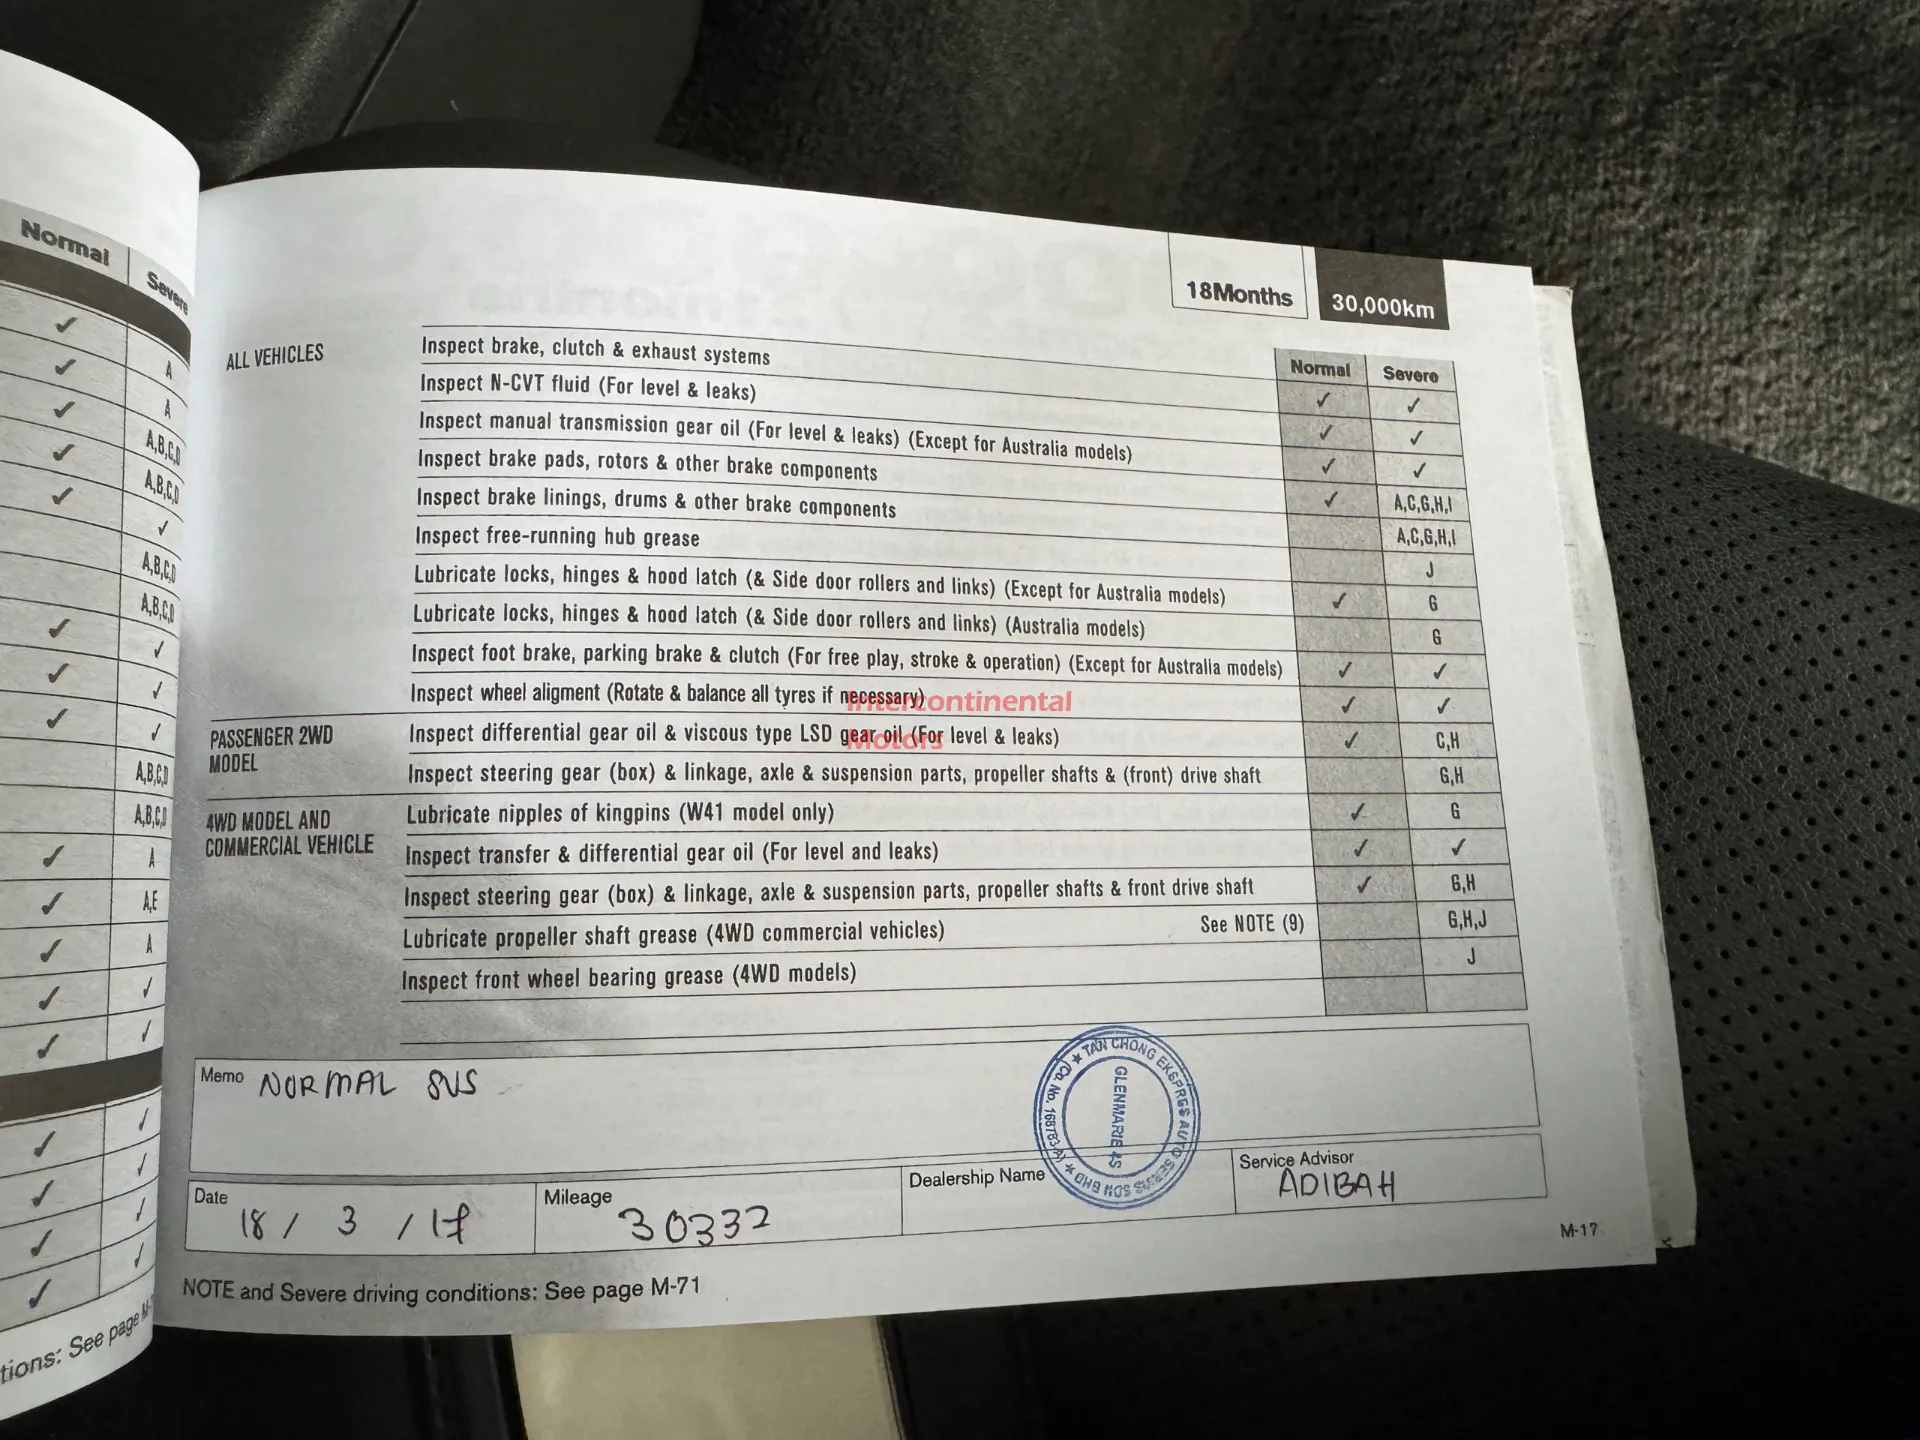 Normal Severe
✓ A
✓ A
✓ A,B,C,D
✓ A,B,C,D
✓ ✓
A,B,C,D
A,B,C,D
✓ ✓
✓ ✓
✓ ✓
A,B,C,D
A,B,C,D
✓ A
✓ A,E
✓ A
✓ ✓
✓ ✓
✓ ✓
✓ ✓
✓ ✓
✓ ✓
tions: See page
18Months 30,000km
Normal Severe
ALL VEHICLES Inspect brake, clutch & exhaust systems ✓ ✓
Inspect N-CVT fluid (For level & leaks) ✓ ✓
Inspect manual transmission gear oil (For level & leaks) (Except for Australia models) ✓ ✓
Inspect brake pads, rotors & other brake components ✓ A,C,G,H,I
Inspect brake linings, drums & other brake components A,C,G,H,I
Inspect free-running hub grease J
Lubricate locks, hinges & hood latch (& Side door rollers and links) (Except for Australia models) ✓ G
Lubricate locks, hinges & hood latch (& Side door rollers and links) (Australia models) G
Inspect foot brake, parking brake & clutch (For free play, stroke & operation) (Except for Australia models) ✓ ✓
Inspect wheel aligment (Rotate & balance all tyres if necessary) ✓ ✓
Intercontinental
Motors
PASSENGER 2WD MODEL Inspect differential gear oil & viscous type LSD gear oil (For level & leaks) ✓ C,H
Inspect steering gear (box) & linkage, axle & suspension parts, propeller shafts & (front) drive shaft G,H
4WD MODEL AND COMMERCIAL VEHICLE Lubricate nipples of kingpins (W41 model only) ✓ G
Inspect transfer & differential gear oil (For level and leaks) ✓ ✓
Inspect steering gear (box) & linkage, axle & suspension parts, propeller shafts & front drive shaft ✓ G,H
Lubricate propeller shaft grease (4WD commercial vehicles) See NOTE (9) G,H,J
Inspect front wheel bearing grease (4WD models) J
Memo NORMAL SVS
TAN CHONG EKSPRES AUTO SERVIS SDN BHD
(Co. No. 168763-A)
GLENMARIE AS
Date 18 / 3 / 17
Mileage 30332
Dealership Name
Service Advisor ADIBAH
M-17
NOTE and Severe driving conditions: See page M-71